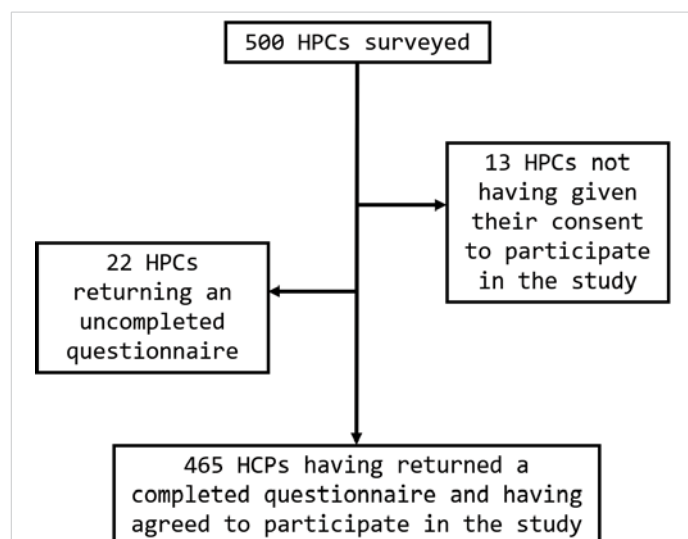 500 HPCs surveyed
13 HPCs not
having given
their consent
to participate
in the study
22 HPCs
returning an
uncompleted
questionnaire
465 HCPs having returned a
completed questionnaire and having
agreed to participate in the study